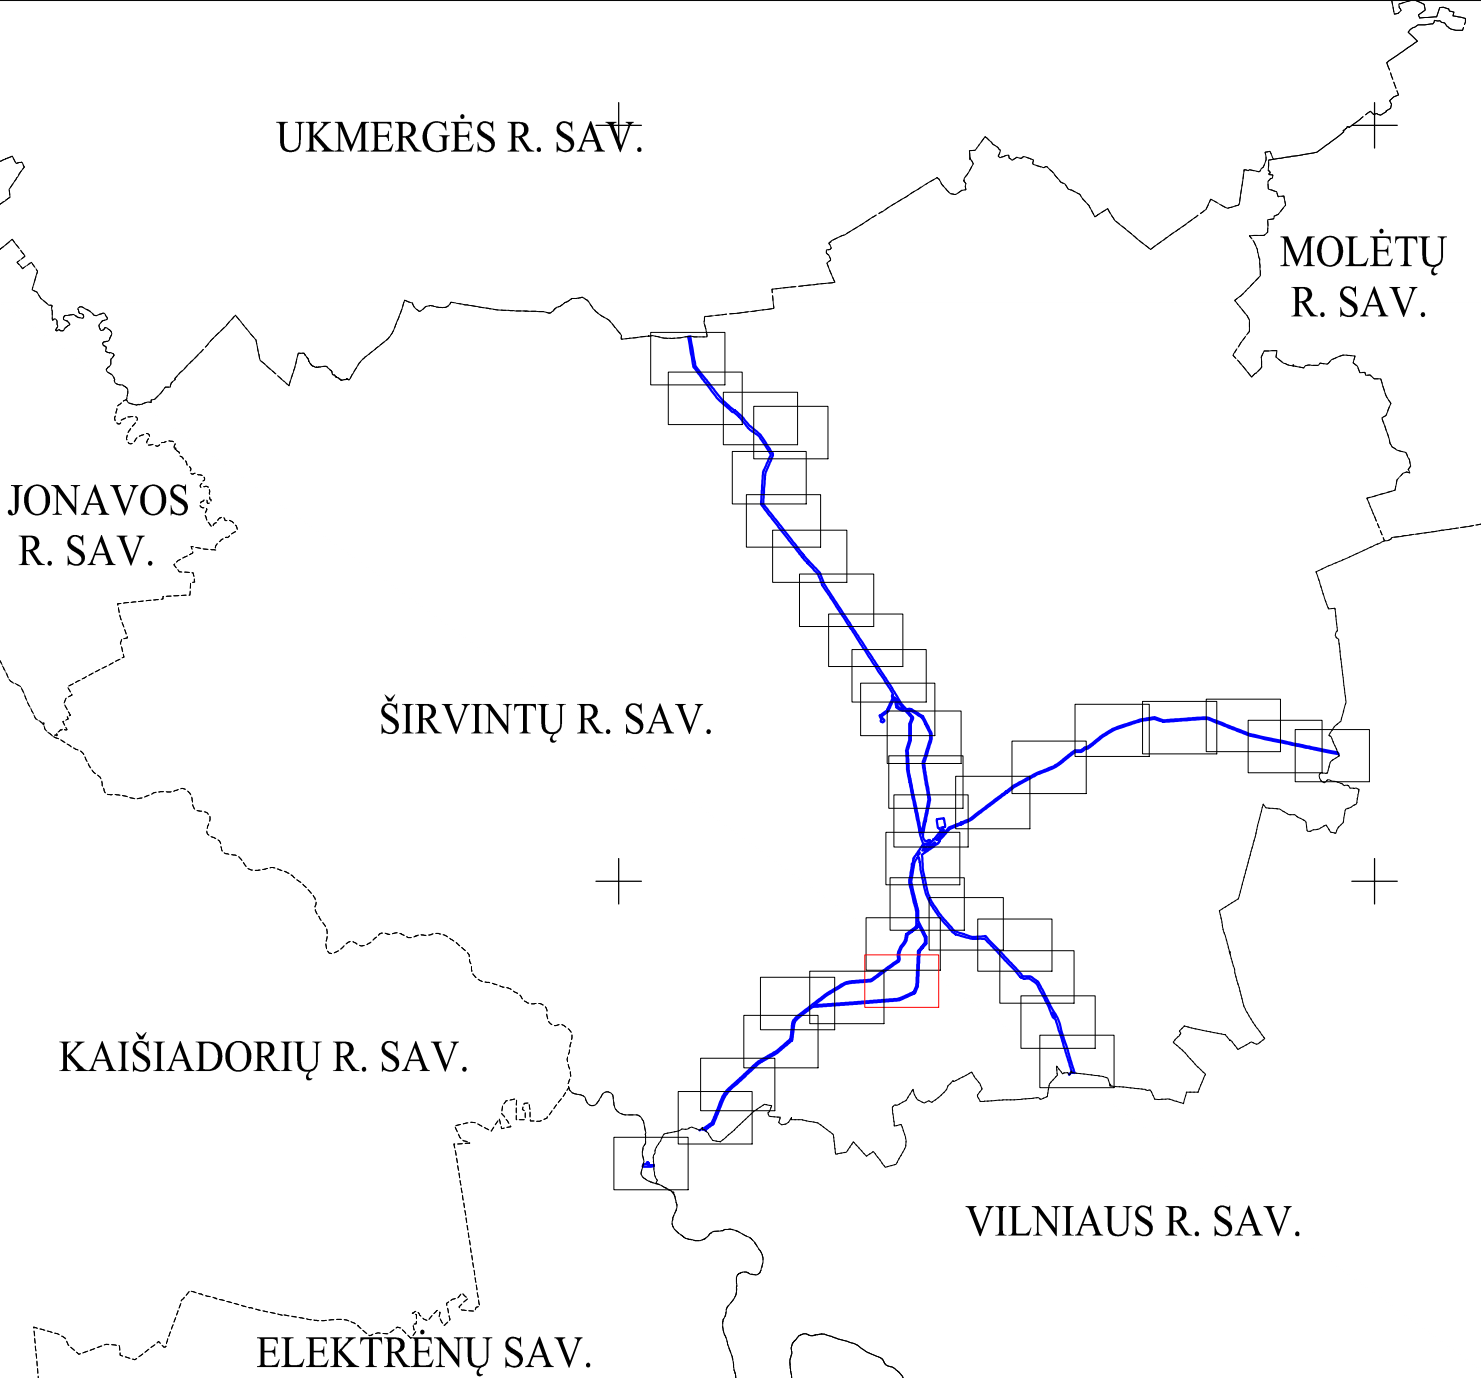 UKMERGĖS R. SAV.
MOLĖTŲ
R. SAV.
JONAVOS
R. SAV.
ŠIRVINTŲ R. SAV.
KAIŠIADORIŲ R. SAV.
VILNIAUS R. SAV.
ELEKTRĖNŲ SAV.